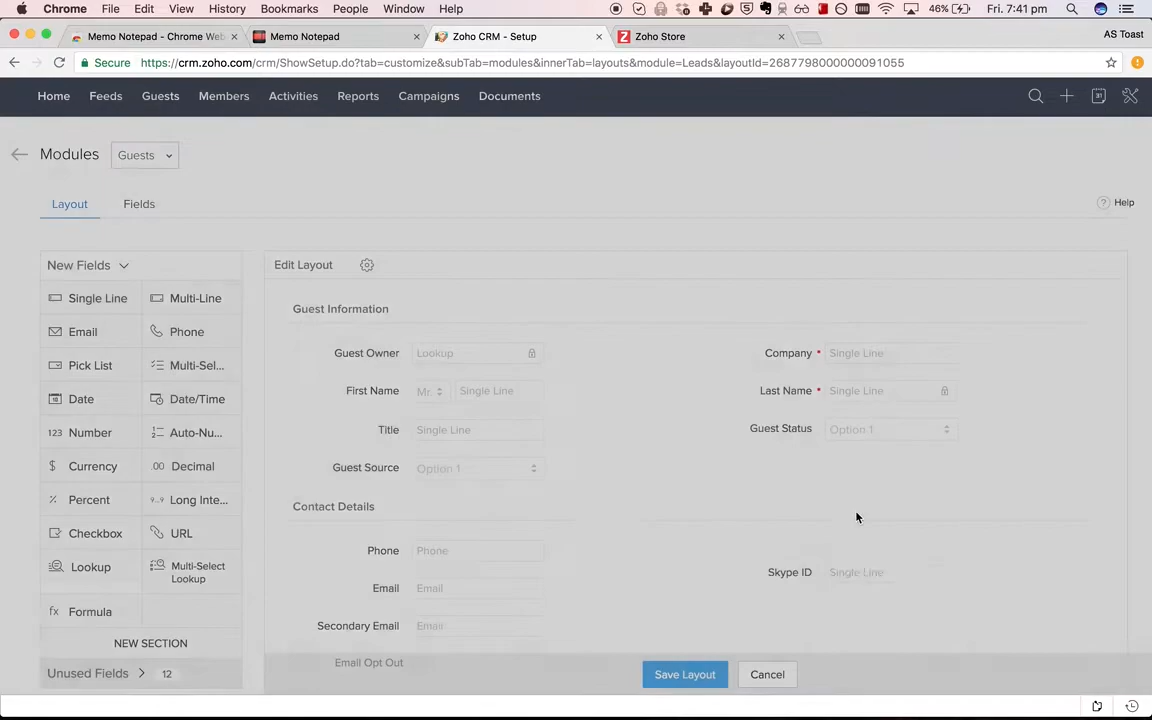 Chrome File Edit View History Bookmarks People Window Help 46% Fri. 7:41 pm
Memo Notepad - Chrome Web Memo Notepad Zoho CRM - Setup Zoho Store AS Toast
Secure https://crm.zoho.com/crm/ShowSetup.do?tab=customize&subTab=modules&innerTab=layouts&module=Leads&layoutId=2687798000000091055
Home Feeds Guests Members Activities Reports Campaigns Documents
Modules Guests
Layout Fields
? Help
New Fields
Edit Layout
Single Line Multi-Line
Guest Information
Email Phone
Guest Owner Lookup
Company * Single Line
Pick List Multi-Sel...
First Name Mr. Single Line
Last Name * Single Line
Date Date/Time
Title Single Line
Guest Status Option 1
123 Number Auto-Nu...
$ Currency .00 Decimal
Guest Source Option 1
% Percent 9..9 Long Inte...
Contact Details
Checkbox URL
Phone Phone
Lookup Multi-Select
Lookup
Skype ID Single Line
Email Email
fx Formula
Secondary Email Email
NEW SECTION
Email Opt Out
Unused Fields 12
Save Layout Cancel